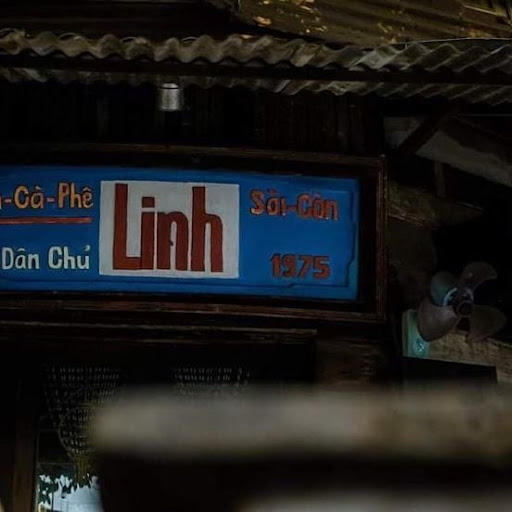 -Cà-Phê
Dân Chủ
Linh
Sài-Gòn
1975